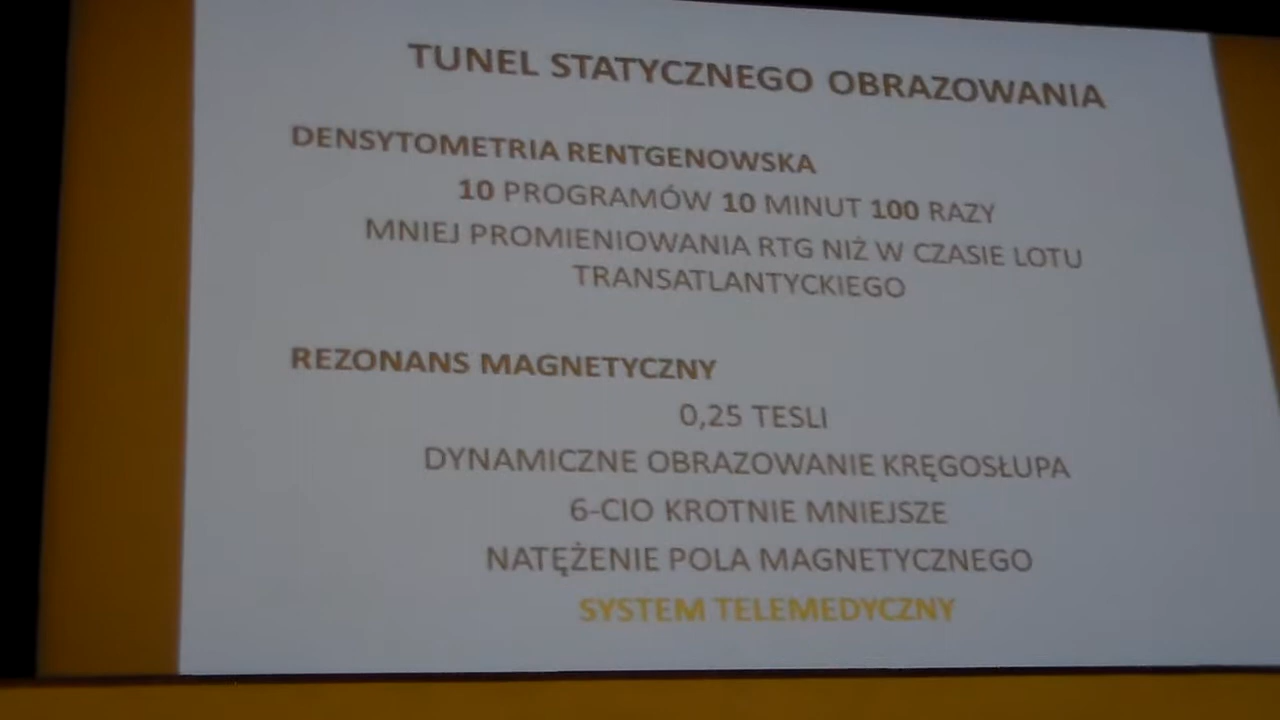 TUNEL STATYCZNEGO OBRAZOWANIA
DENSYTOMETRIA RENTGENOWSKA
10 PROGRAMÓW 10 MINUT 100 RAZY
MNIEJ PROMIENIOWANIA RTG NIŻ W CZASIE LOTU
TRANSATLANTYCKIEGO
REZONANS MAGNETYCZNY
0,25 TESLI
DYNAMICZNE OBRAZOWANIE KRĘGOSŁUPA
6-CIO KROTNIE MNIEJSZE
NATĘŻENIE POLA MAGNETYCZNEGO
SYSTEM TELEMEDYCZNY